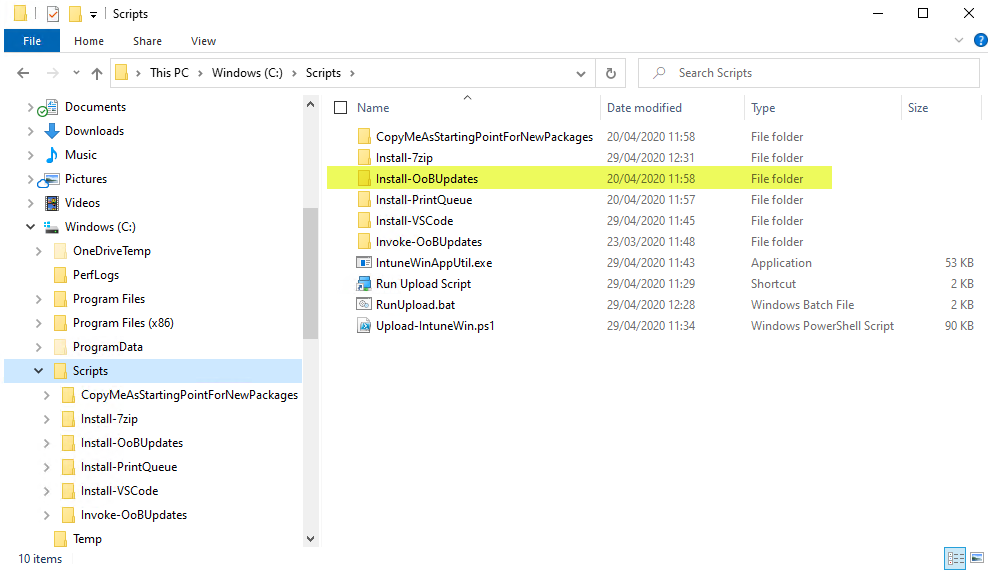 Scripts
File Home Share View
This PC Windows (C:) Scripts Search Scripts
Documents
Downloads
Music
Pictures
Videos
Windows (C:)
OneDriveTemp
PerfLogs
Program Files
Program Files (x86)
ProgramData
Scripts
CopyMeAsStartingPointForNewPackages
Install-7zip
Install-OoBUpdates
Install-PrintQueue
Install-VSCode
Invoke-OoBUpdates
Temp
Name Date modified Type Size
CopyMeAsStartingPointForNewPackages 20/04/2020 11:58 File folder
Install-7zip 29/04/2020 12:31 File folder
Install-OoBUpdates 20/04/2020 11:58 File folder
Install-PrintQueue 20/04/2020 11:57 File folder
Install-VSCode 29/04/2020 11:45 File folder
Invoke-OoBUpdates 23/03/2020 11:48 File folder
IntuneWinAppUtil.exe 29/04/2020 11:43 Application 53 KB
Run Upload Script 29/04/2020 11:29 Shortcut 2 KB
RunUpload.bat 29/04/2020 12:28 Windows Batch File 2 KB
Upload-IntuneWin.ps1 29/04/2020 11:34 Windows PowerShell Script 90 KB
10 items